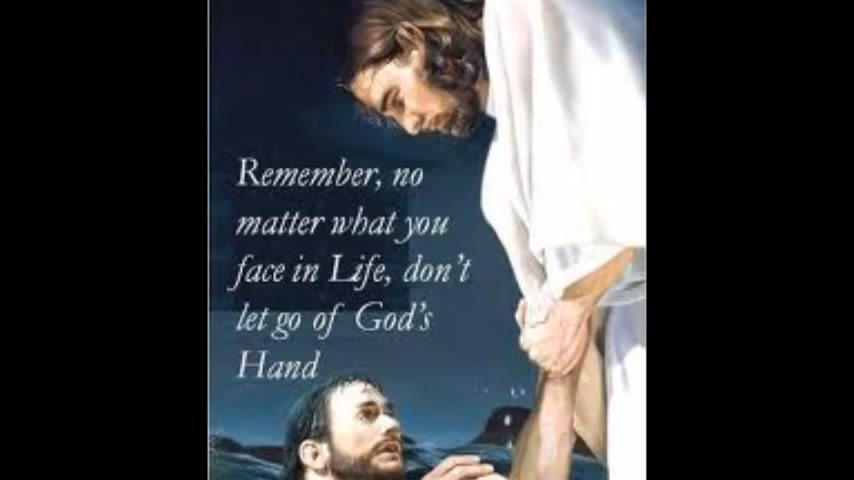 Remember, no
matter what you
face in Life, don't
let go of God's
Hand